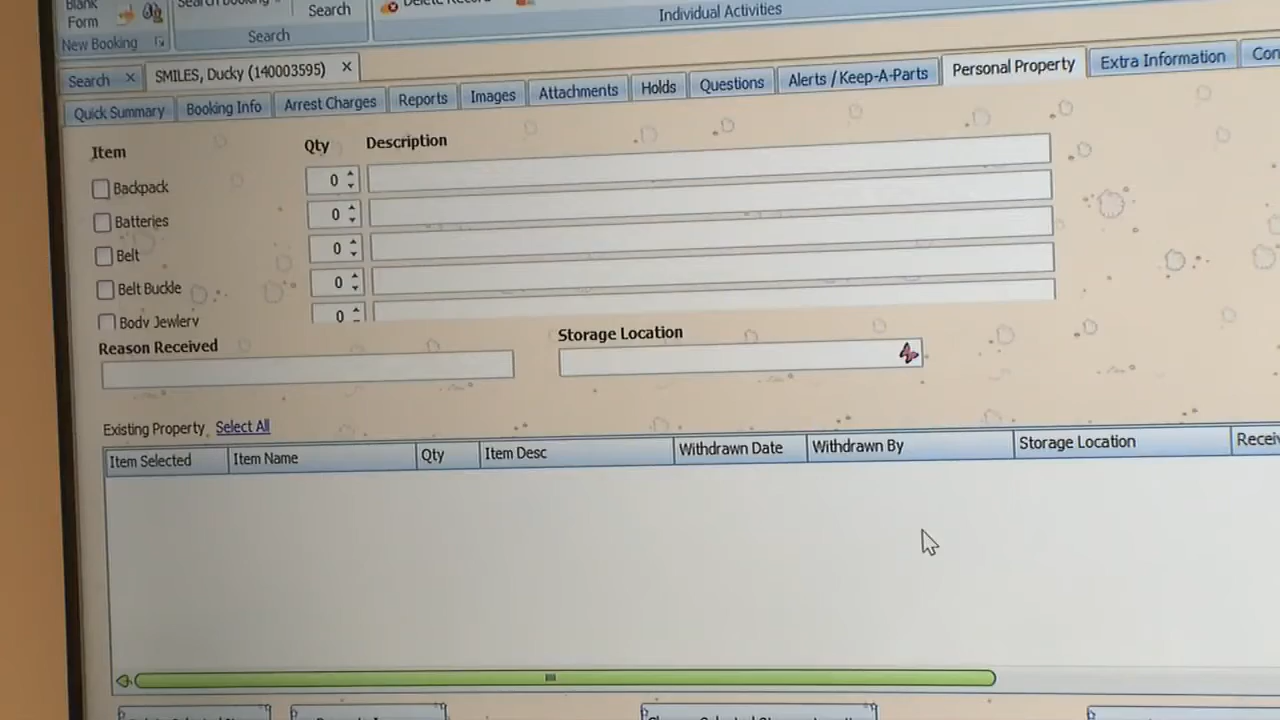 Blank
Form
Search
New Booking
Search
Delete Record
Individual Activities
Search
SMILES, Ducky (140003595)
Quick Summary
Booking Info
Arrest Charges
Reports
Images
Attachments
Holds
Questions
Alerts / Keep-A-Parts
Personal Property
Extra Information
Item
Qty
Description
Backpack
0
Batteries
0
Belt
0
Belt Buckle
0
Body Jewlery
0
Reason Received
Storage Location
Existing Property
Select All
Item Selected
Item Name
Qty
Item Desc
Withdrawn Date
Withdrawn By
Storage Location